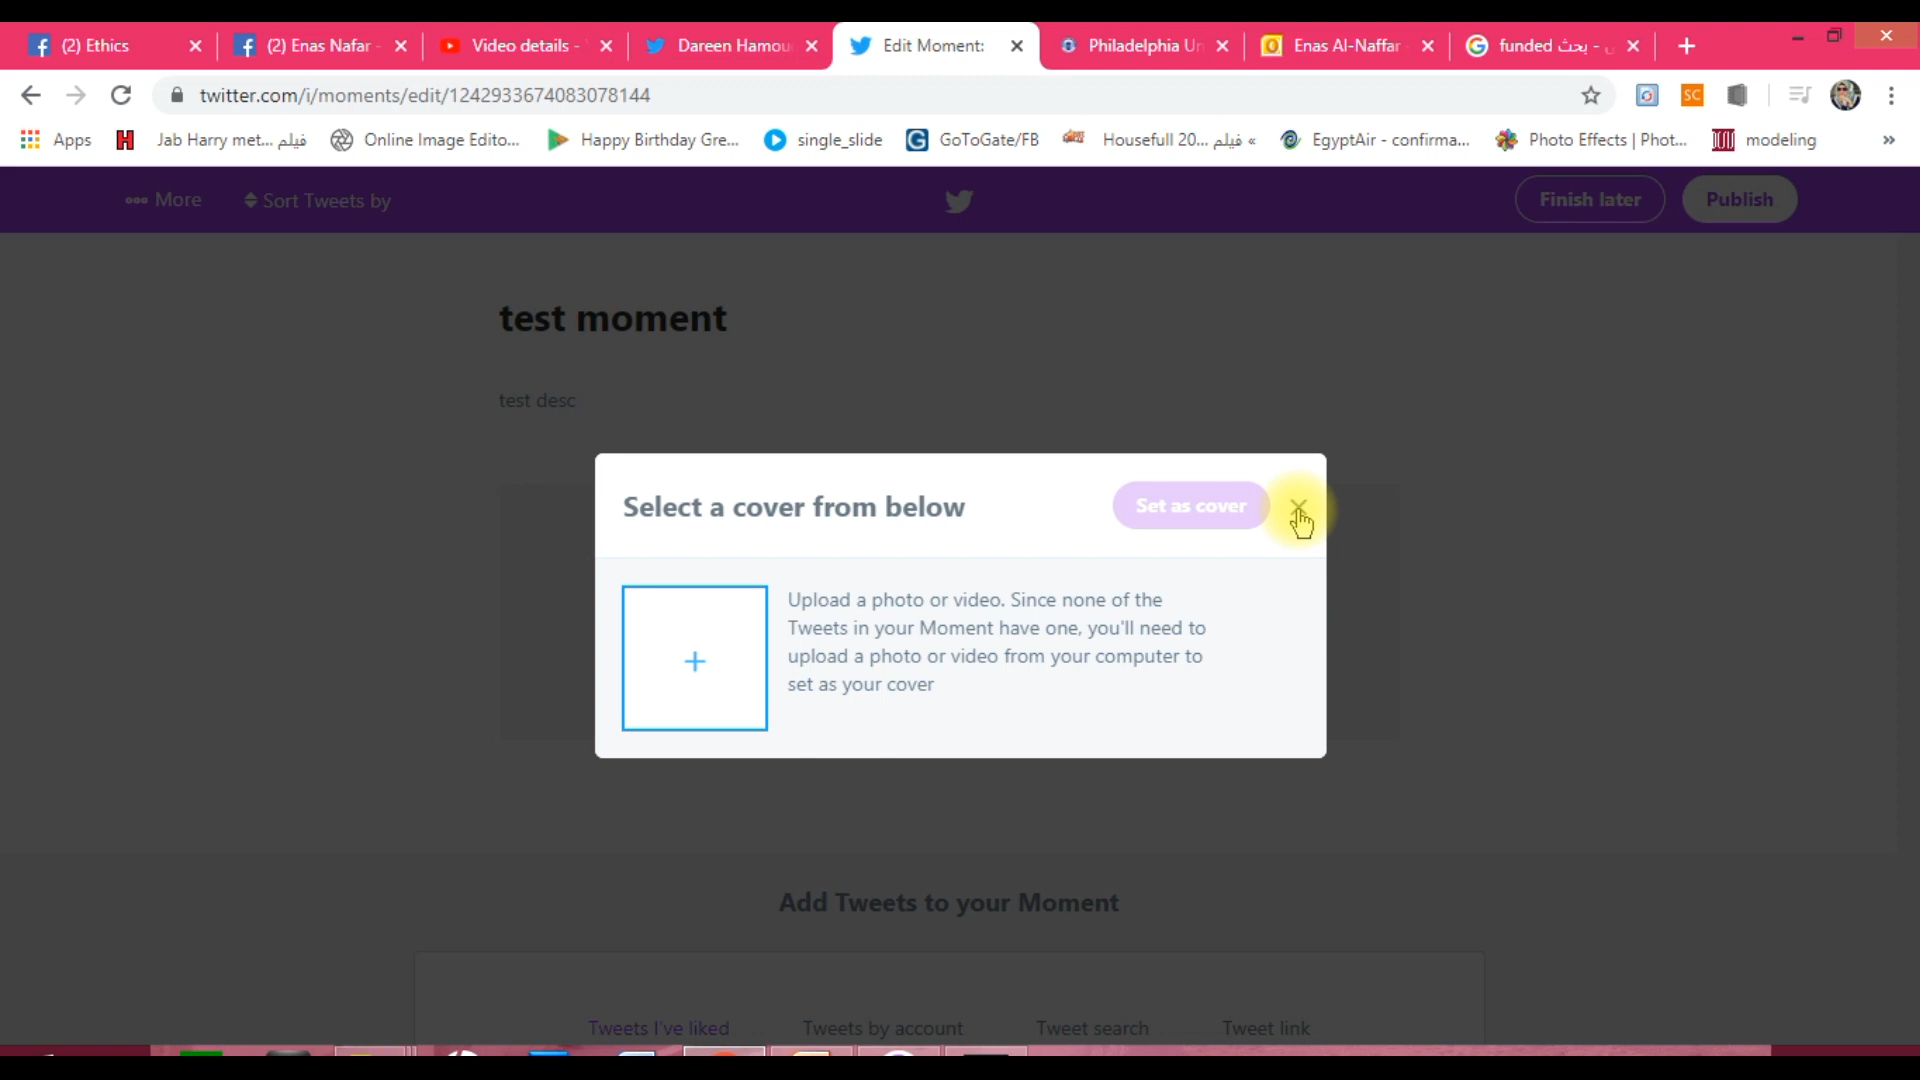 (2) Ethics
(2) Enas Nafar -
Video details -
Dareen Hamou
Edit Moment:
Philadelphia Un
Enas Al-Naffar
funded بحث -
twitter.com/i/moments/edit/1242933674083078144
SC
Apps
Jab Harry met... فيلم
Online Image Edito...
Happy Birthday Gre...
single_slide
GoToGate/FB
Housefull 20... فيلم »
EgyptAir - confirma...
Photo Effects | Phot...
modeling
»
More
Sort Tweets by
Finish later
Publish
test moment
test desc
Select a cover from below
Set as cover
Upload a photo or video. Since none of the
Tweets in your Moment have one, you'll need to
upload a photo or video from your computer to
set as your cover
Add Tweets to your Moment
Tweets I've liked
Tweets by account
Tweet search
Tweet link